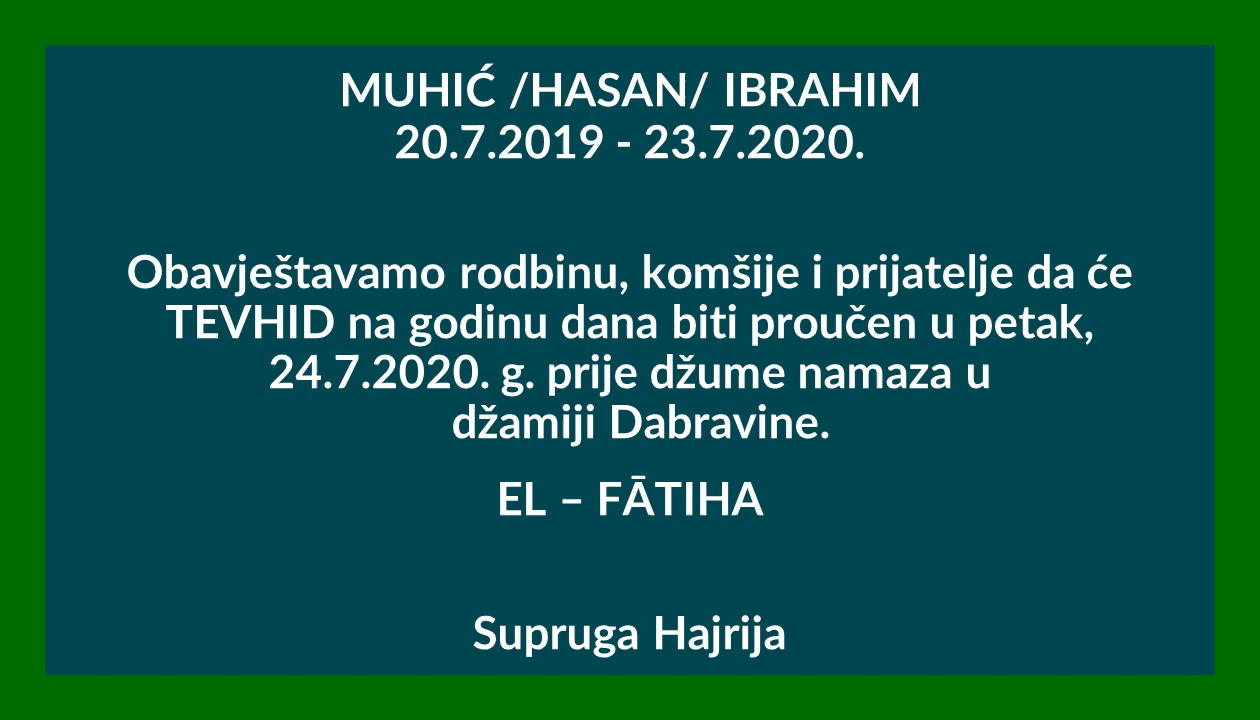 MUHIĆ /HASAN/ IBRAHIM
20.7.2019 - 23.7.2020.
Obavještavamo rodbinu, komšije i prijatelje da će
TEVHID na godinu dana biti proučen u petak,
24.7.2020. g. prije džume namaza u
džamiji Dabravine.
EL – FĀTIHA
Supruga Hajrija